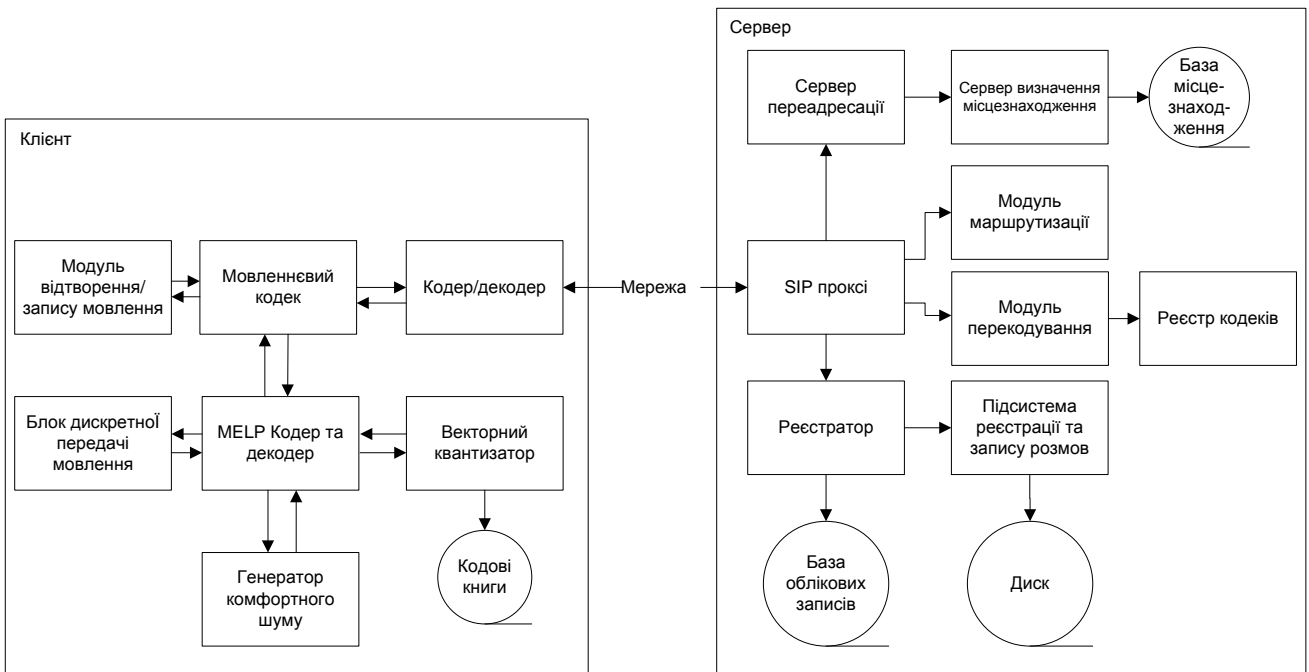 Сервер
Сервер
переадресації
Сервер визначення
місцезнаходження
База
місце-
знаход-
ження
Клієнт
Модуль
маршрутизації
Модуль
відтворення/
запису мовлення
Мовленнєвий
кодек
Кодер/декодер
Мережа
SIP проксі
Модуль
перекодування
Реєстр кодеків
Блок дискретноЇ
передачі
мовлення
MELP Кодер та
декодер
Векторний
квантизатор
Реєстратор
Підсистема
реєстрації та
запису розмов
Генератор
комфортного
шуму
Кодові
книги
База
облікових
записів
Диск